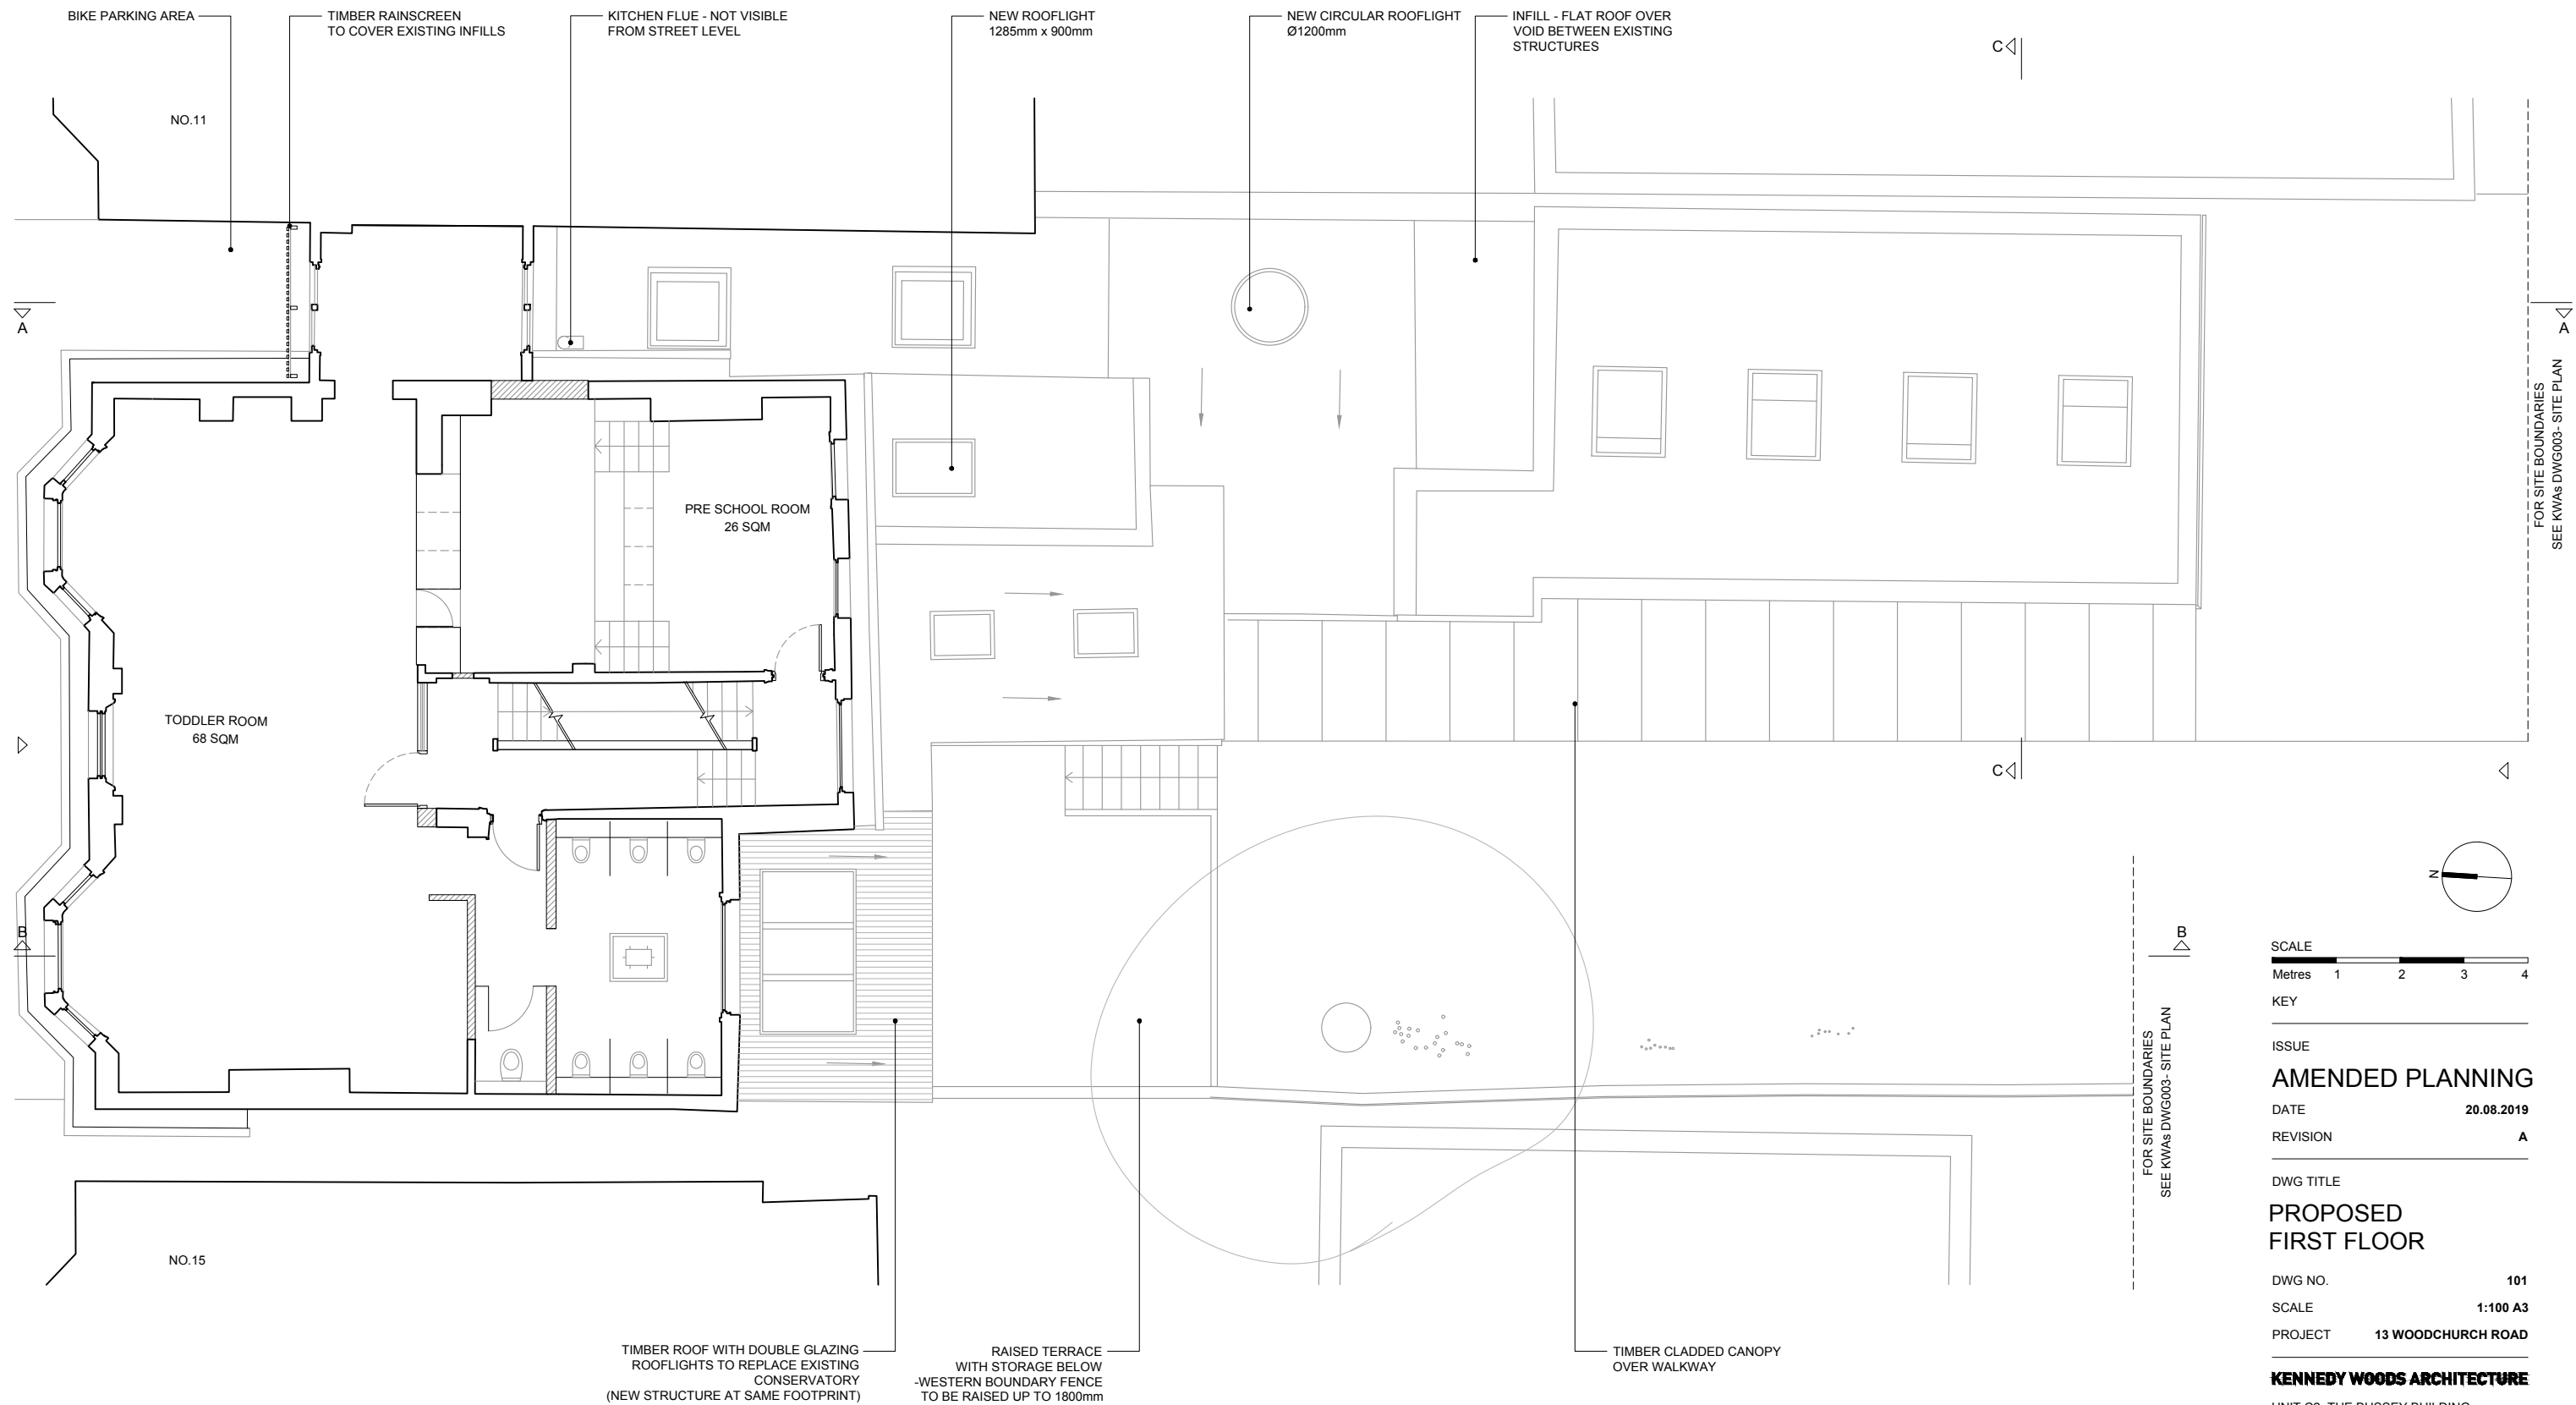 BIKE PARKING AREA
TIMBER RAINSCREEN
TO COVER EXISTING INFILLS
KITCHEN FLUE - NOT VISIBLE
FROM STREET LEVEL
NEW ROOFLIGHT
1285mm x 900mm
NEW CIRCULAR ROOFLIGHT
Ø1200mm
INFILL - FLAT ROOF OVER
VOID BETWEEN EXISTING
STRUCTURES
C
NO.11
A
A
FOR SITE BOUNDARIES
SEE KWAs DWG003- SITE PLAN
PRE SCHOOL ROOM
26 SQM
TODDLER ROOM
68 SQM
C
N
B
B
FOR SITE BOUNDARIES
SEE KWAs DWG003- SITE PLAN
NO.15
TIMBER ROOF WITH DOUBLE GLAZING
ROOFLIGHTS TO REPLACE EXISTING
CONSERVATORY
(NEW STRUCTURE AT SAME FOOTPRINT)
RAISED TERRACE
WITH STORAGE BELOW
-WESTERN BOUNDARY FENCE
TO BE RAISED UP TO 1800mm
TIMBER CLADDED CANOPY
OVER WALKWAY
SCALE
Metres 1 2 3 4
KEY
ISSUE
AMENDED PLANNING
DATE 20.08.2019
REVISION A
DWG TITLE
PROPOSED
FIRST FLOOR
DWG NO. 101
SCALE 1:100 A3
PROJECT 13 WOODCHURCH ROAD
KENNEDY WOODS ARCHITECTURE